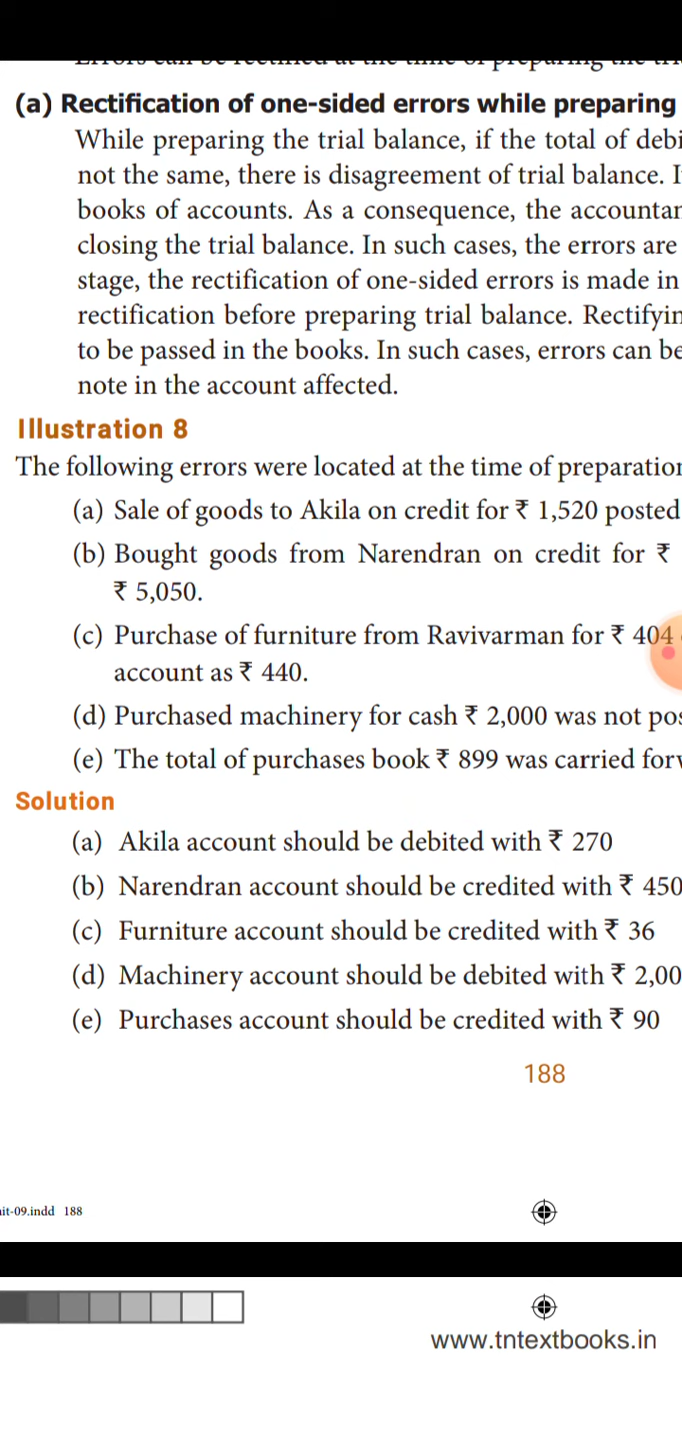 (a) Rectification of one-sided errors while preparing
While preparing the trial balance, if the total of debi
not the same, there is disagreement of trial balance. I
books of accounts. As a consequence, the accountan
closing the trial balance. In such cases, the errors are
stage, the rectification of one-sided errors is made in
rectification before preparing trial balance. Rectifyin
to be passed in the books. In such cases, errors can be
note in the account affected.
Illustration 8
The following errors were located at the time of preparation
(a) Sale of goods to Akila on credit for ₹ 1,520 posted
(b) Bought goods from Narendran on credit for ₹
₹ 5,050.
(c) Purchase of furniture from Ravivarman for ₹ 404
account as ₹ 440.
(d) Purchased machinery for cash ₹ 2,000 was not pos
(e) The total of purchases book ₹ 899 was carried forw
Solution
(a) Akila account should be debited with ₹ 270
(b) Narendran account should be credited with ₹ 450
(c) Furniture account should be credited with ₹ 36
(d) Machinery account should be debited with ₹ 2,00
(e) Purchases account should be credited with ₹ 90
188
it-09.indd 188
www.tntextbooks.in